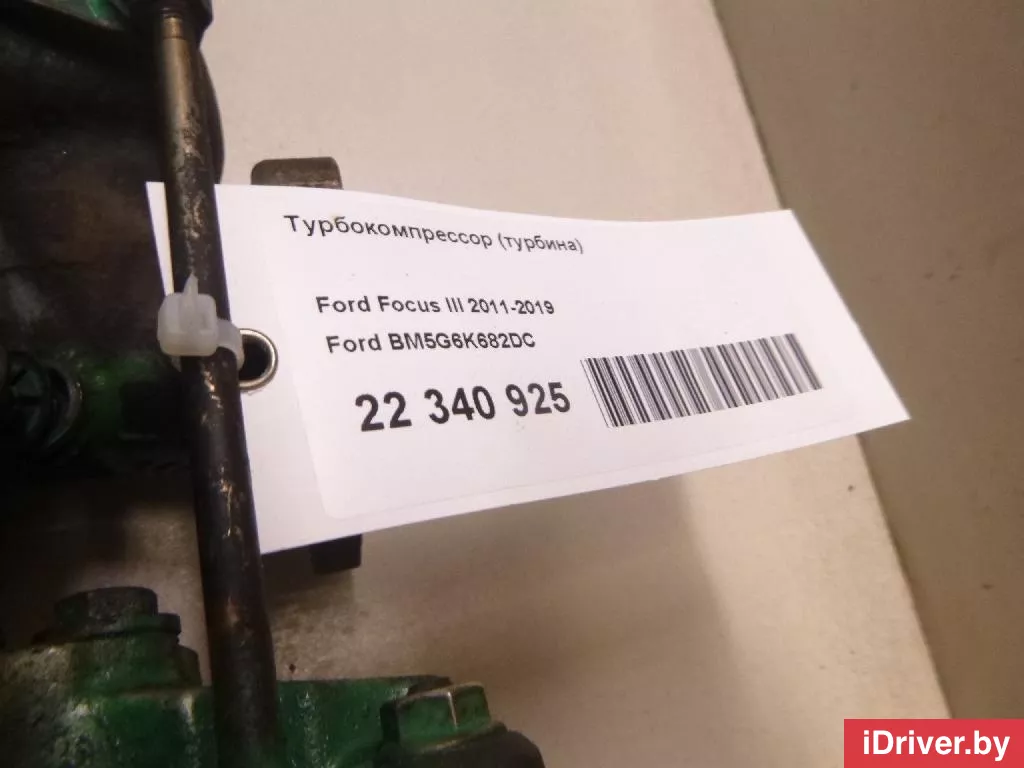 Турбокомпрессор (турбина)
Ford Focus III 2011-2019
Ford BM5G6K682DC
22 340 925
iDriver.by